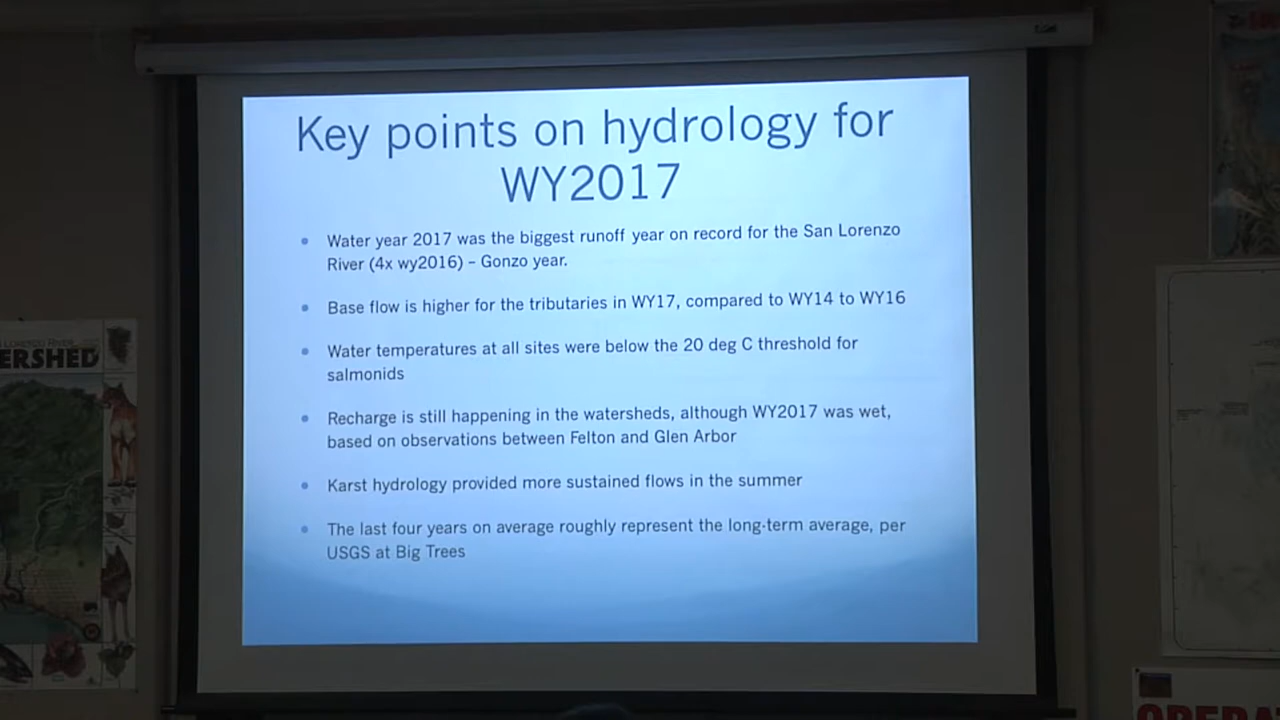 Key points on hydrology for
WY2017
Water year 2017 was the biggest runoff year on record for the San Lorenzo
River (4x wy2016) – Gonzo year.
Base flow is higher for the tributaries in WY17, compared to WY14 to WY16
Water temperatures at all sites were below the 20 deg C threshold for
salmonids
Recharge is still happening in the watersheds, although WY2017 was wet,
based on observations between Felton and Glen Arbor
Karst hydrology provided more sustained flows in the summer
The last four years on average roughly represent the long-term average, per
USGS at Big Trees
LORENZO RIVER
ERSHED
OPERAT